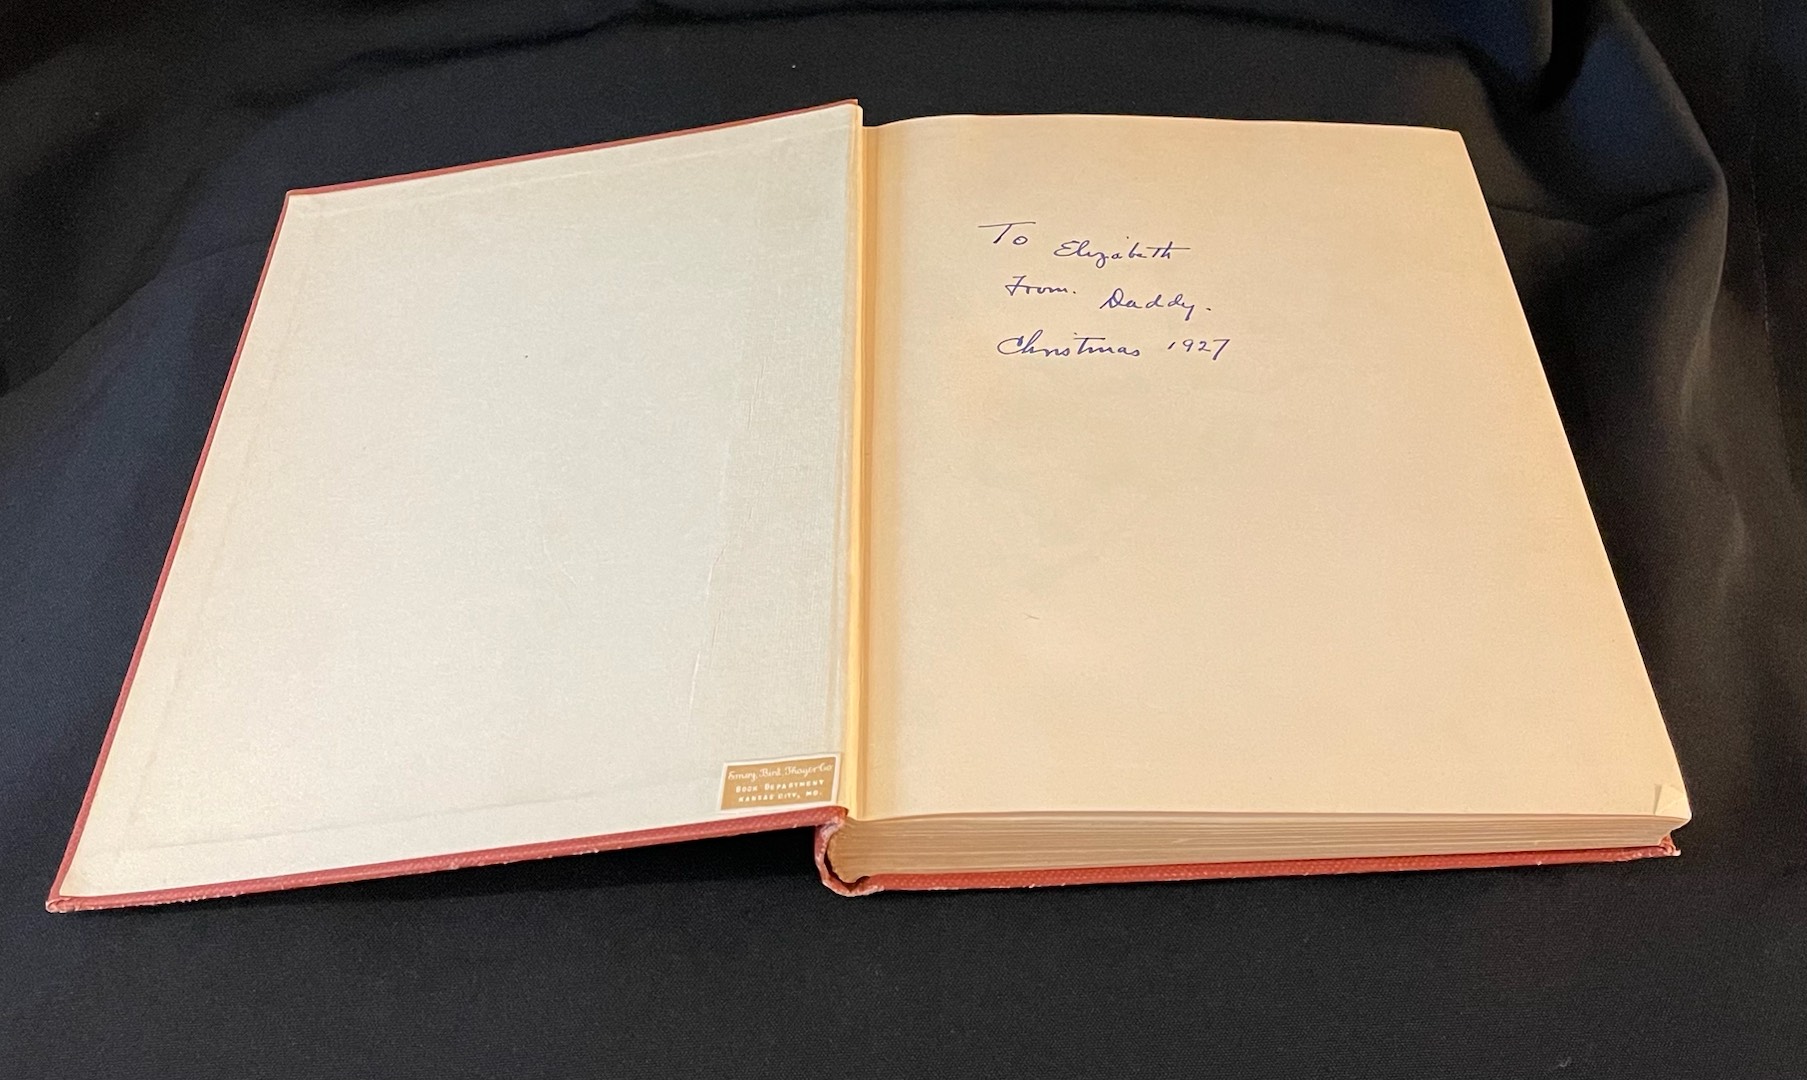 Emery, Bird, Thayer Co
BOOK DEPARTMENT
KANSAS CITY, MO.
To Elizabeth
From. Daddy.
Christmas 1927